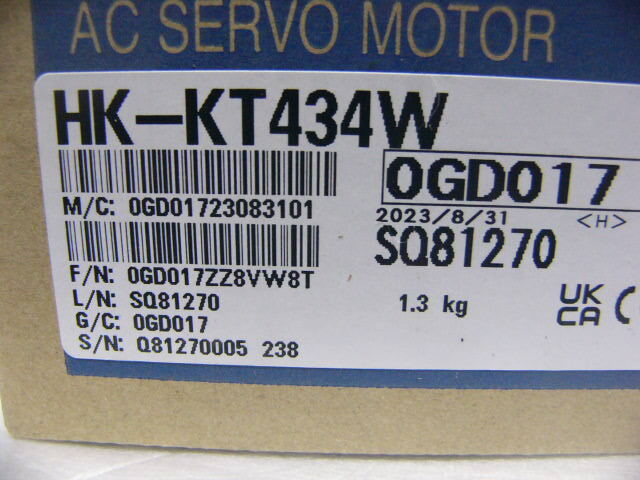 AC SERVO MOTOR
HK-KT434W
0GD017
M/C: 0GD01723083101
2023/8/31 <H>
SQ81270
F/N: 0GD017ZZ8VW8T
L/N: SQ81270
1.3 kg
UK
CA
G/C: 0GD017
S/N: Q81270005 238